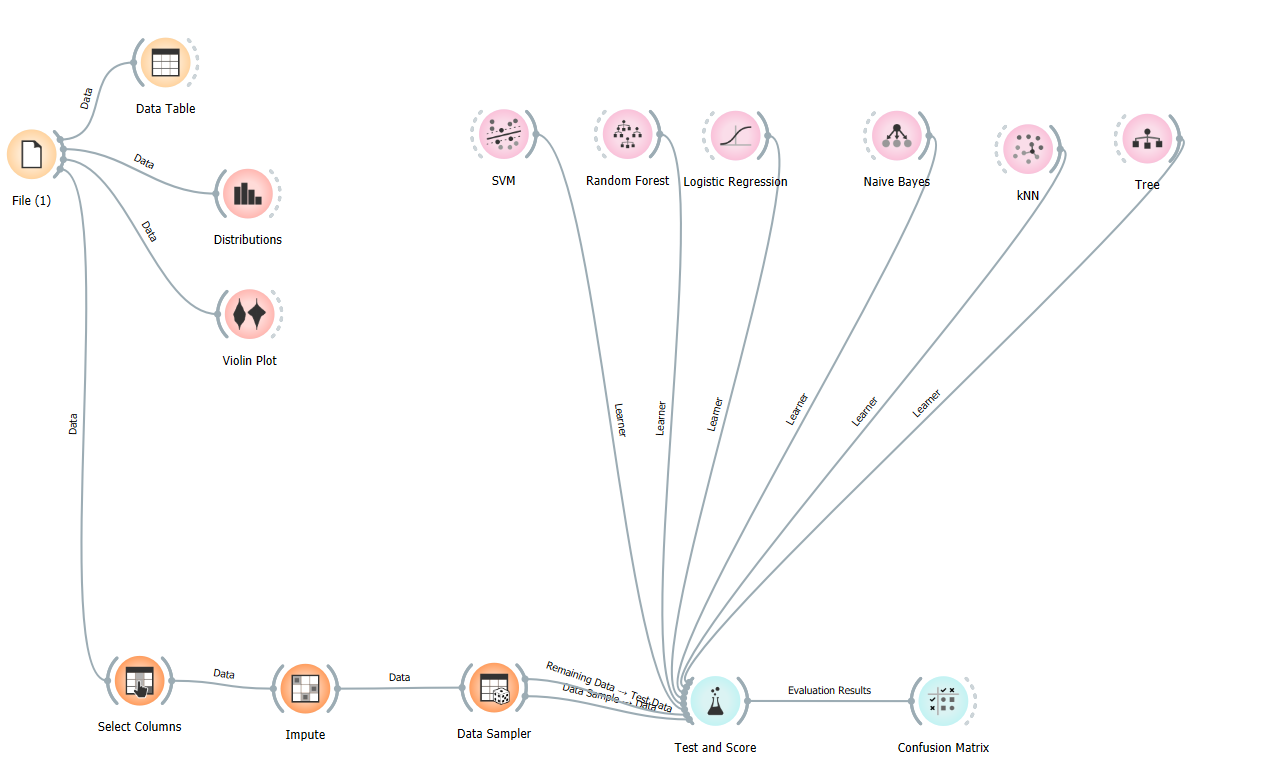 Data Table
Data
File (1)
Data
Distributions
Data
Violin Plot
Data
SVM
Random Forest
Logistic Regression
Naive Bayes
kNN
Tree
Learner
Learner
Learner
Learner
Learner
Learner
Select Columns
Data
Impute
Data
Data Sampler
Remaining Data → Test Data
Data Sample → Data
Test and Score
Evaluation Results
Confusion Matrix